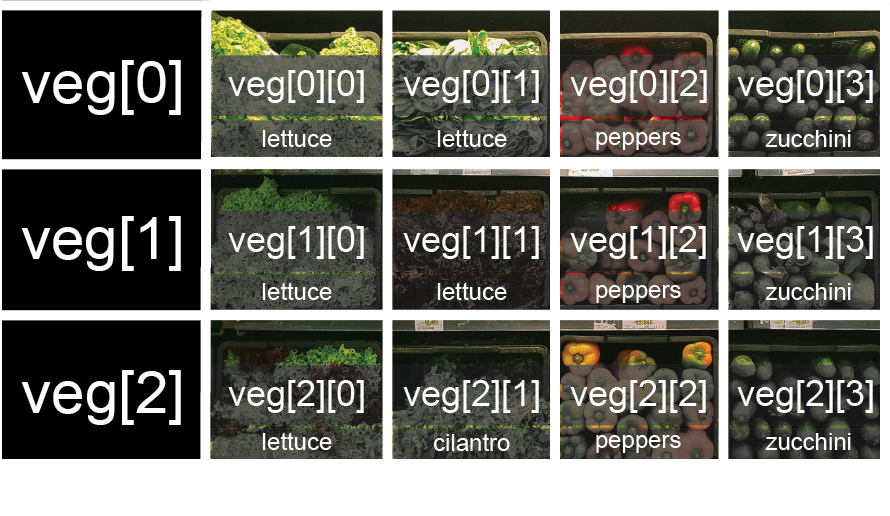 veg[0]
veg[0][0]
lettuce
veg[0][1]
lettuce
veg[0][2]
peppers
veg[0][3]
zucchini
veg[1]
veg[1][0]
lettuce
veg[1][1]
lettuce
veg[1][2]
peppers
veg[1][3]
zucchini
veg[2]
veg[2][0]
lettuce
veg[2][1]
cilantro
veg[2][2]
peppers
veg[2][3]
zucchini